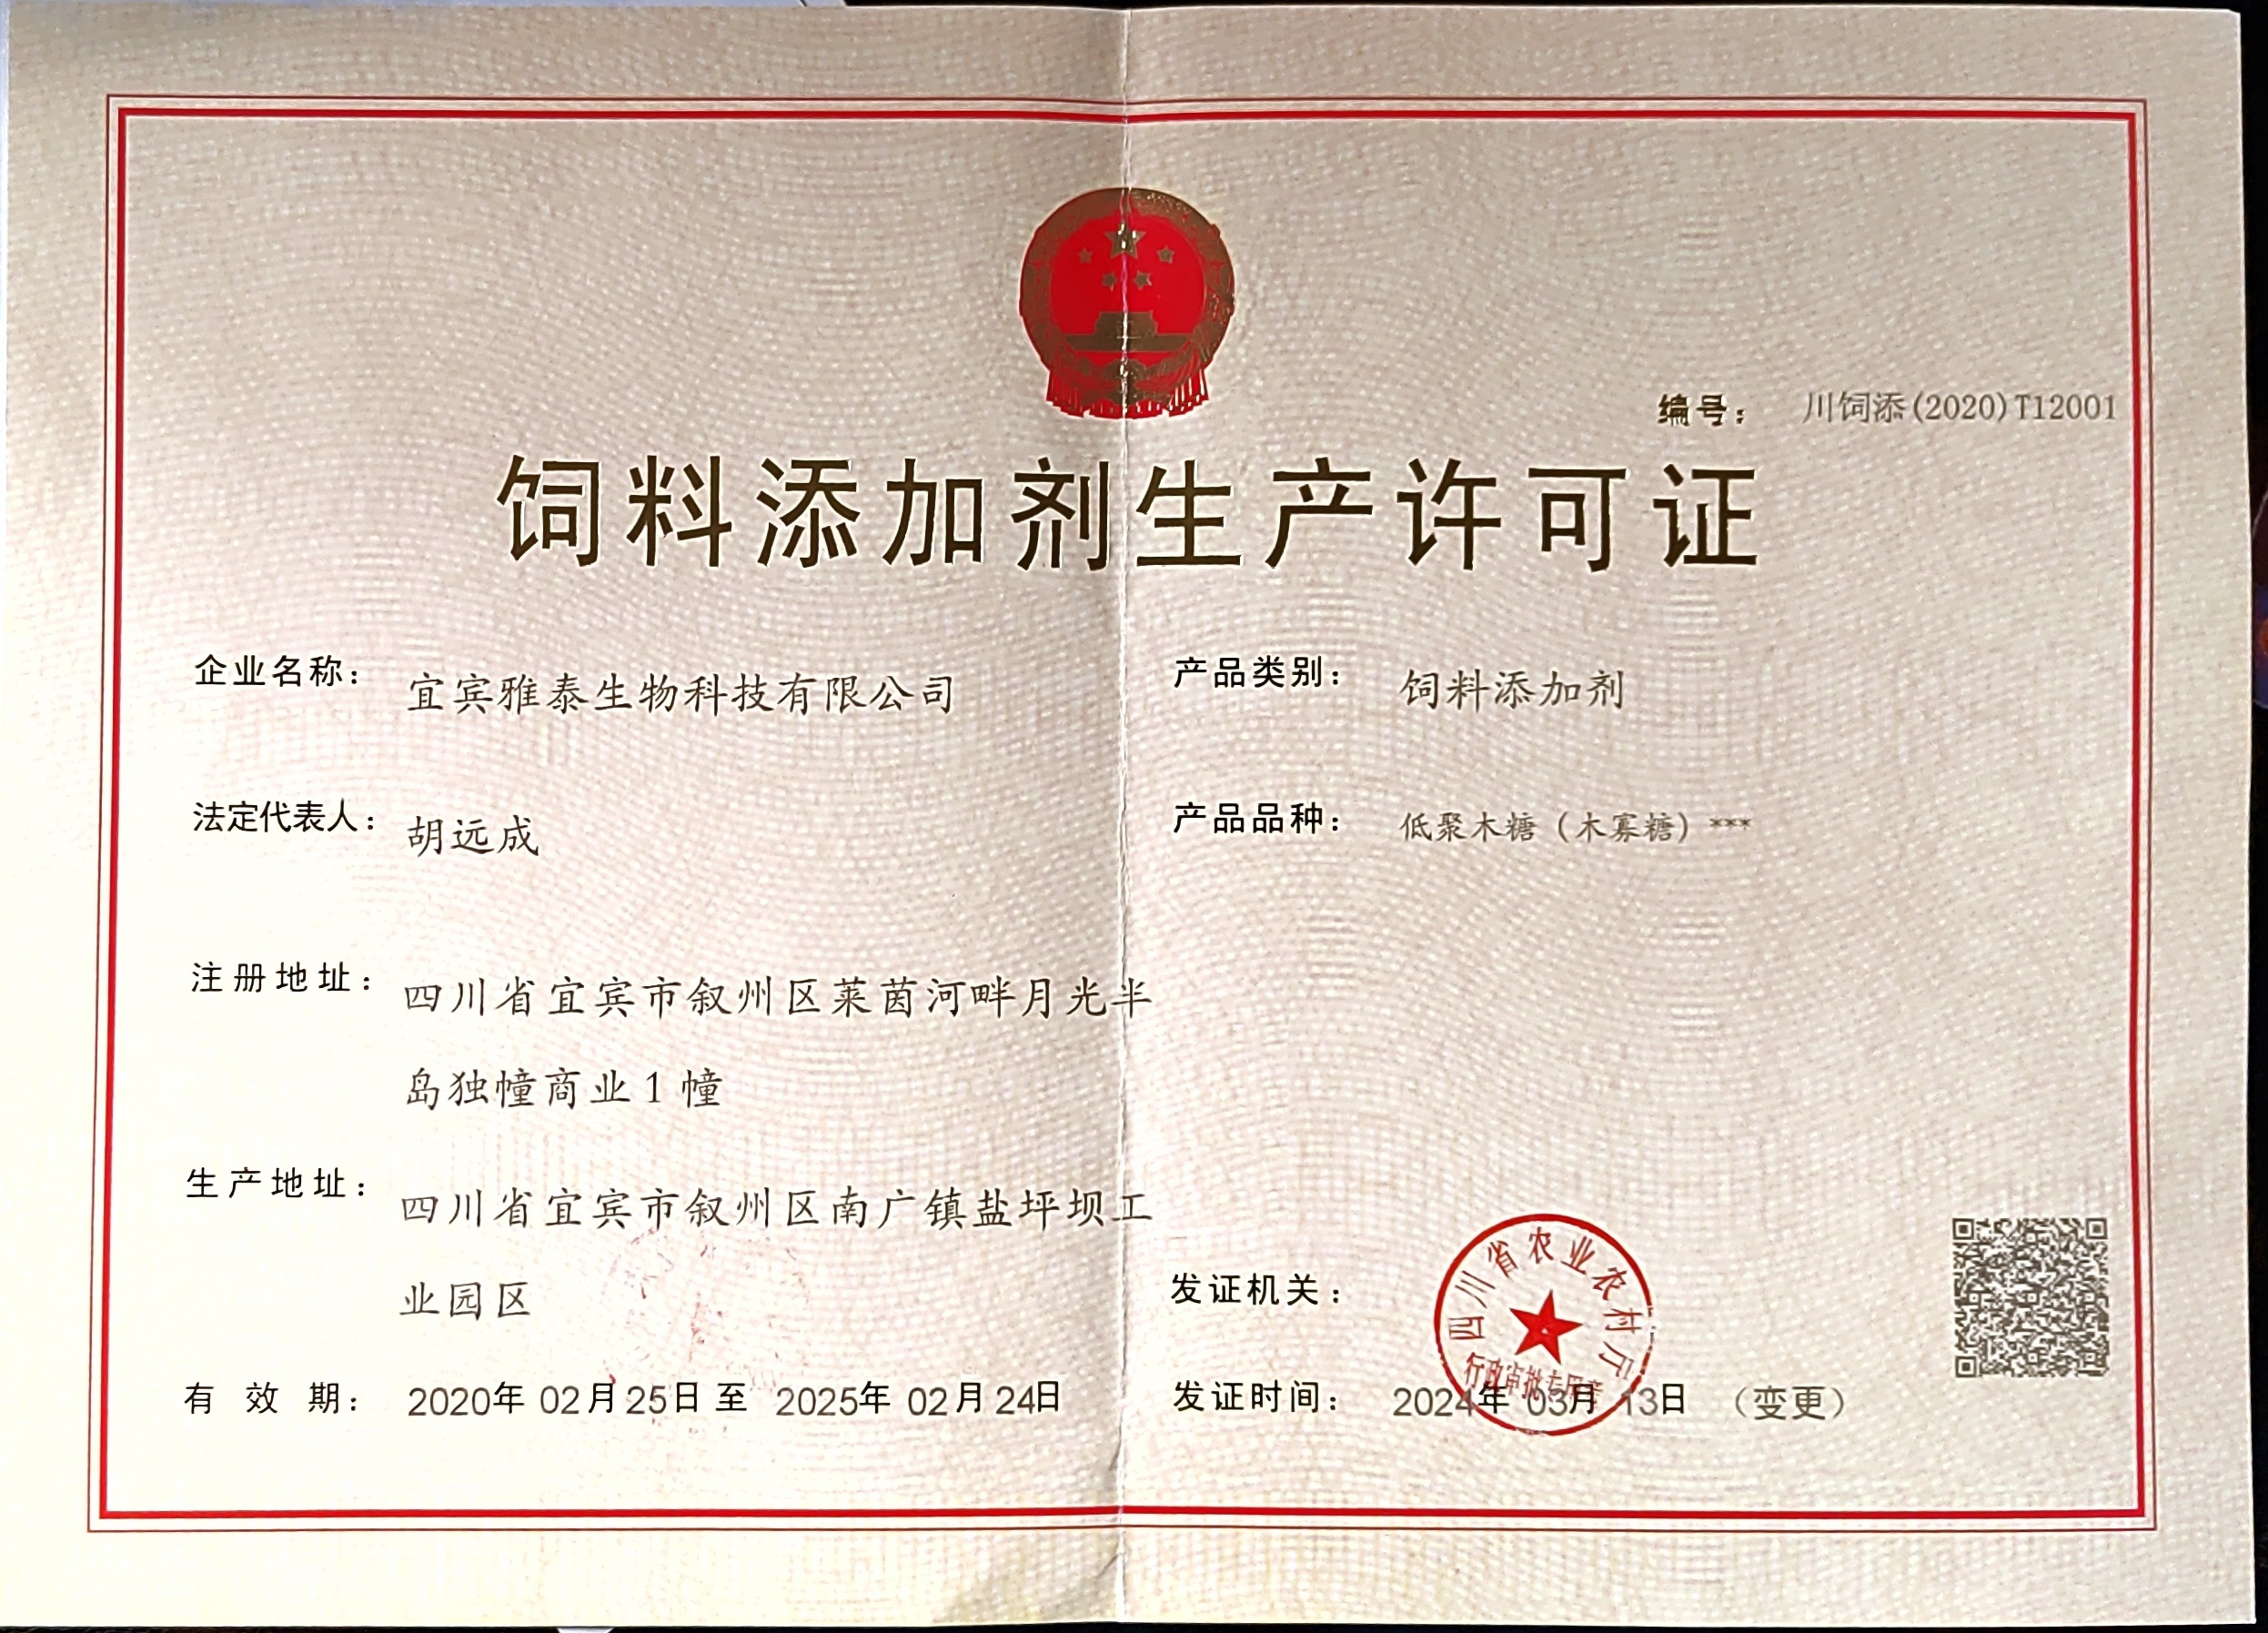 编号： 川饲添(2020)T12001
饲料添加剂生产许可证
企业名称： 宜宾雅泰生物科技有限公司
法定代表人： 胡远成
注册地址： 四川省宜宾市叙州区莱茵河畔月光半
岛独幢商业1幢
生产地址： 四川省宜宾市叙州区南广镇盐坪坝工
业园区
有效期： 2020年02月25日至 2025年02月24日
产品类别： 饲料添加剂
产品品种： 低聚木糖（木寡糖）***
发证机关：
四川省农业农村厅
行政审批专用章
发证时间： 2024年03月13日 （变更）